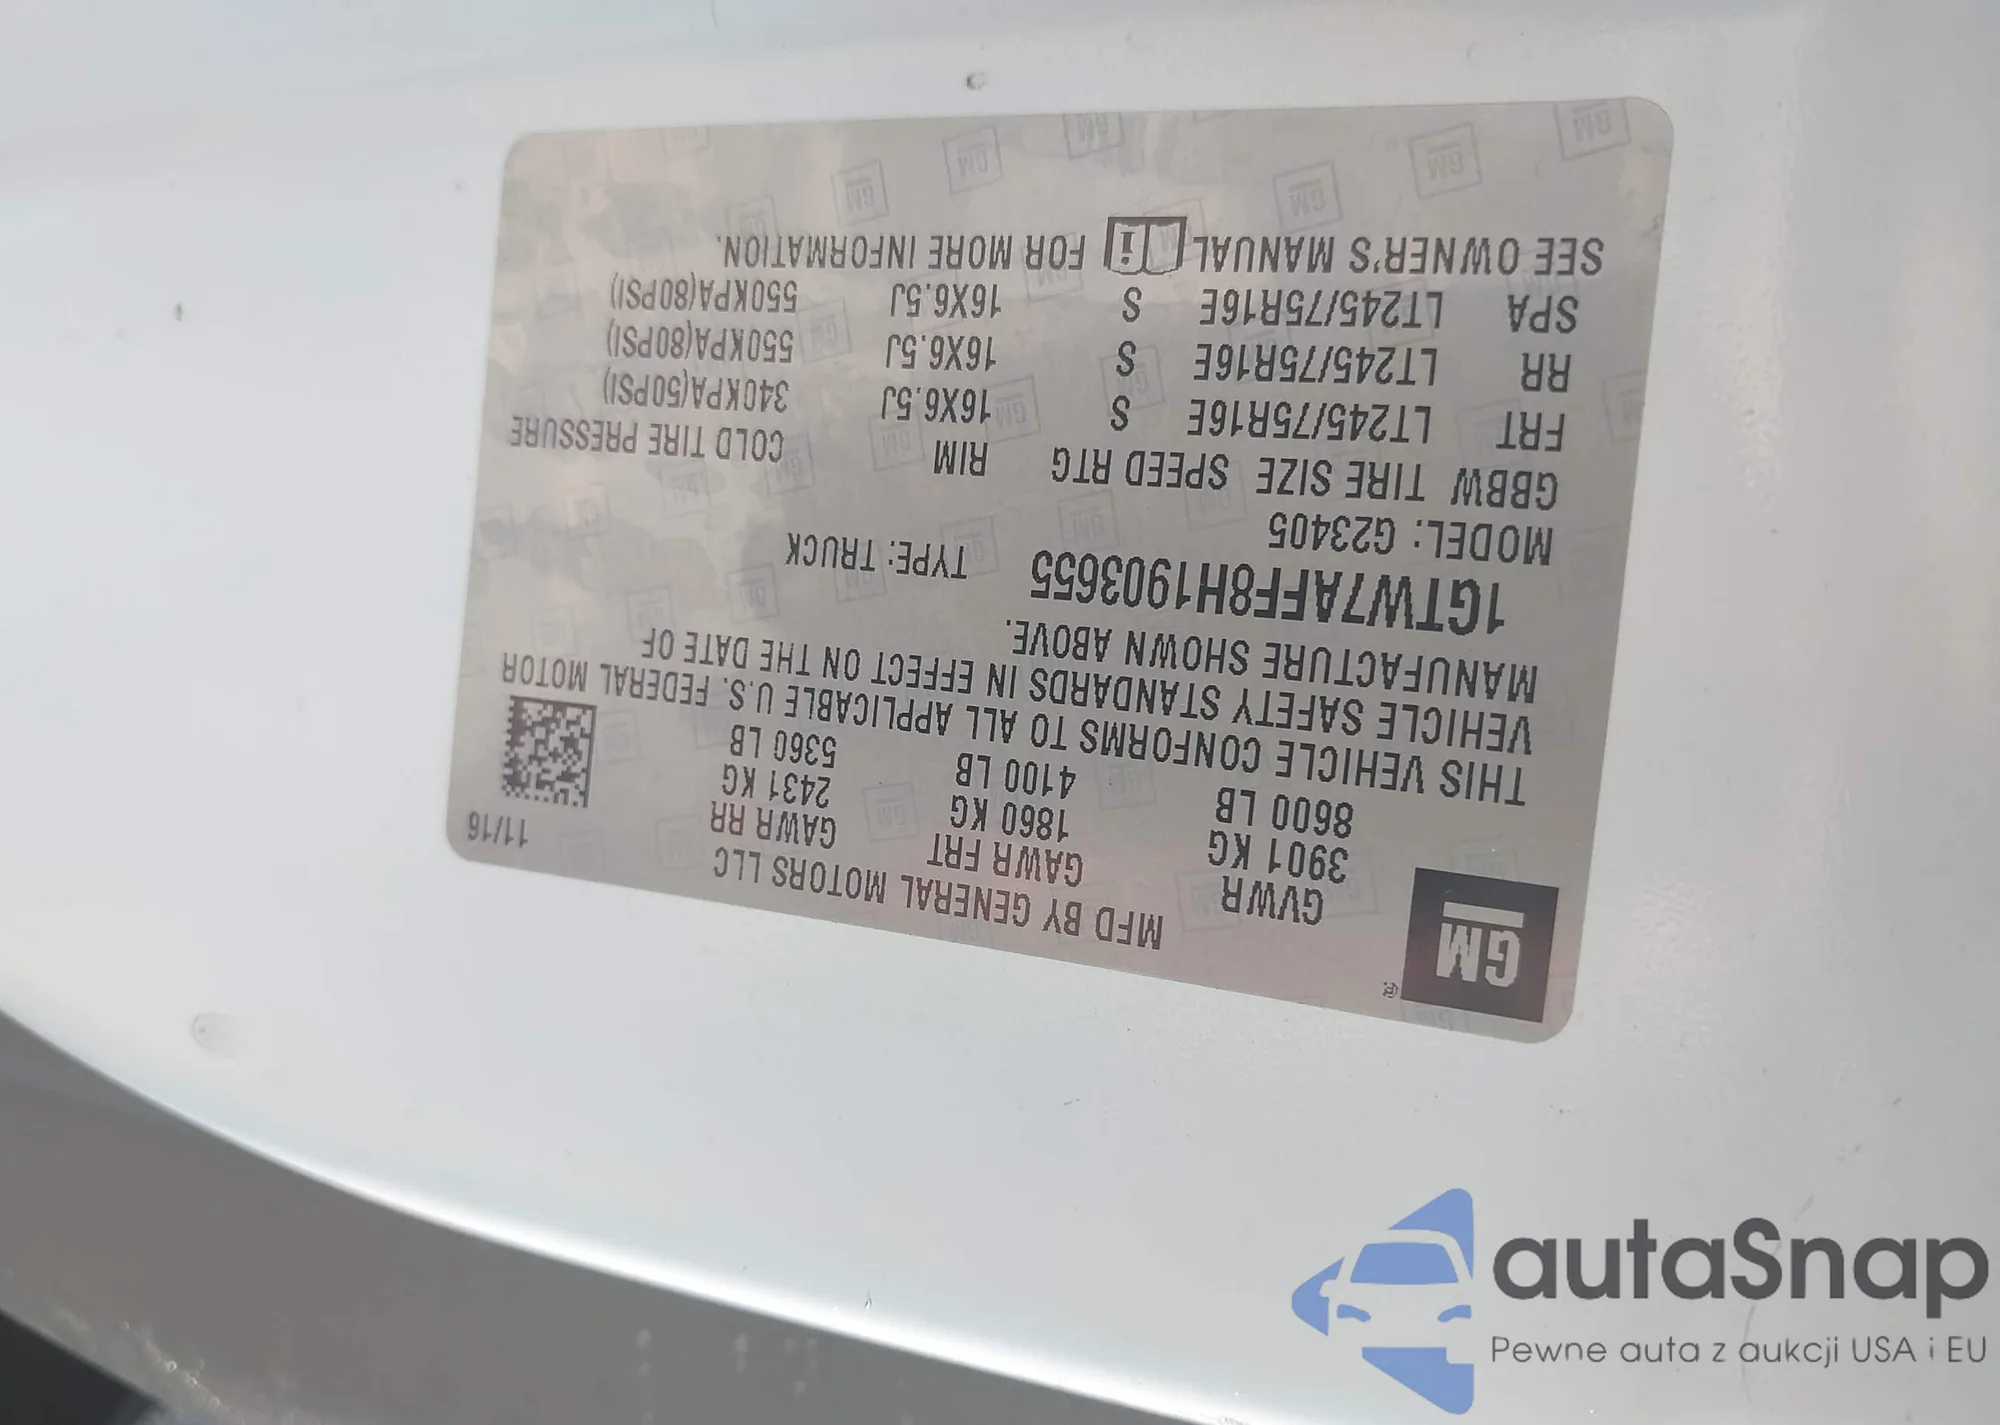 GM
MFD BY GENERAL MOTORS LLC
11/16
GVWR GAWR FRT GAWR RR
3901 KG 1860 KG 2431 KG
8600 LB 4100 LB 5360 LB
THIS VEHICLE CONFORMS TO ALL APPLICABLE U.S. FEDERAL MOTOR
VEHICLE SAFETY STANDARDS IN EFFECT ON THE DATE OF
MANUFACTURE SHOWN ABOVE.
1GTW7AFF8H1903655 TYPE: TRUCK
MODEL: G23405
GBBW TIRE SIZE SPEED RTG RIM COLD TIRE PRESSURE
FRT LT245/75R16E S 16X6.5J 340KPA(50PSI)
RR LT245/75R16E S 16X6.5J 550KPA(80PSI)
SPA LT245/75R16E S 16X6.5J 550KPA(80PSI)
SEE OWNER'S MANUAL i FOR MORE INFORMATION.
autaSnap
Pewne auta z aukcji USA i EU